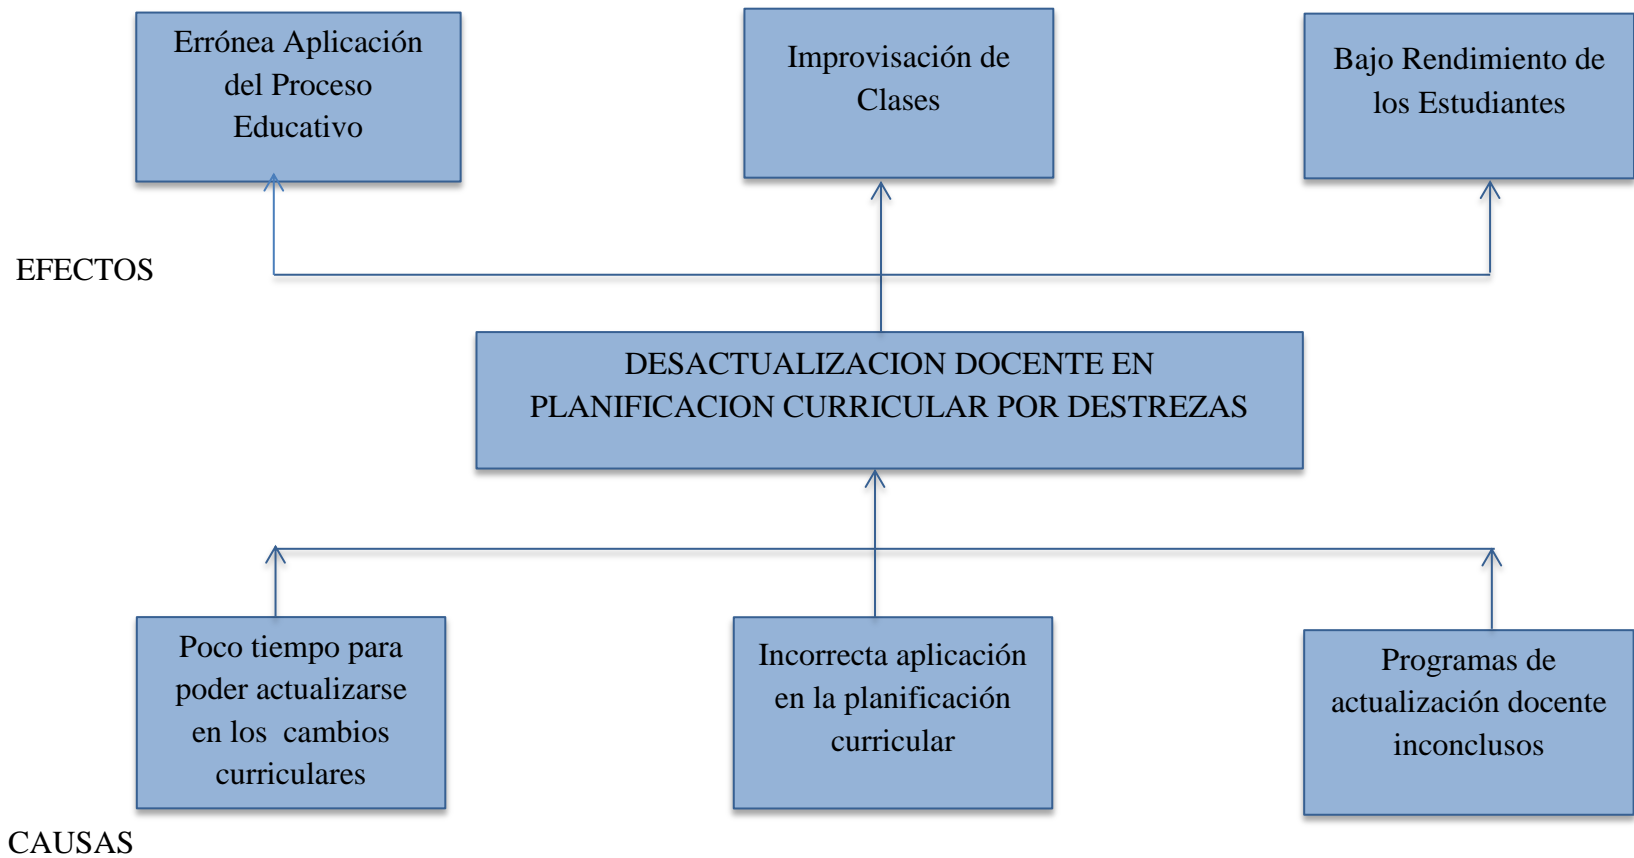 Errónea Aplicación
del Proceso
Educativo
Improvisación de
Clases
Bajo Rendimiento de
los Estudiantes
EFECTOS
DESACTUALIZACION DOCENTE EN
PLANIFICACION CURRICULAR POR DESTREZAS
Poco tiempo para
poder actualizarse
en los cambios
curriculares
Incorrecta aplicación
en la planificación
curricular
Programas de
actualización docente
inconclusos
CAUSAS